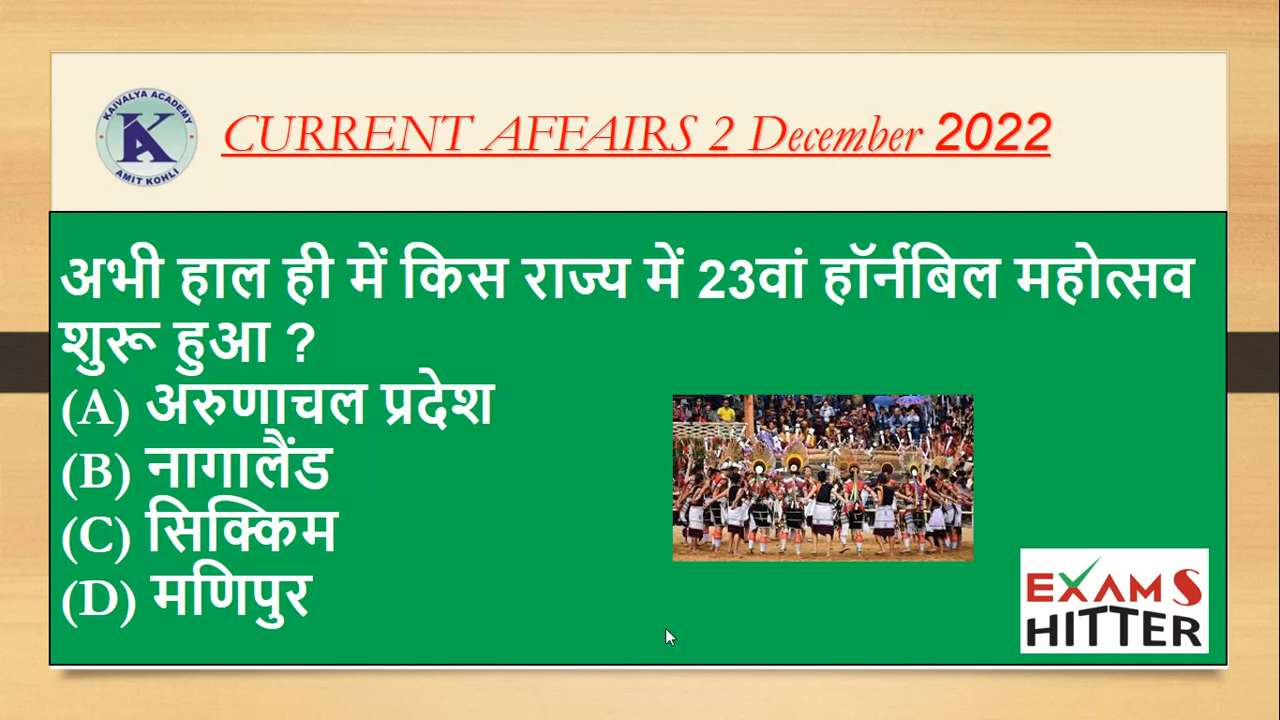 KAIVALYA ACADEMY
KA
AMIT KOHLI
CURRENT AFFAIRS 2 December 2022
अभी हाल ही में किस राज्य में 23वां हॉर्नबिल महोत्सव
शुरू हुआ ?
(A) अरुणाचल प्रदेश
(B) नागालैंड
(C) सिक्किम
(D) मणिपुर
EXAMS
HITTER